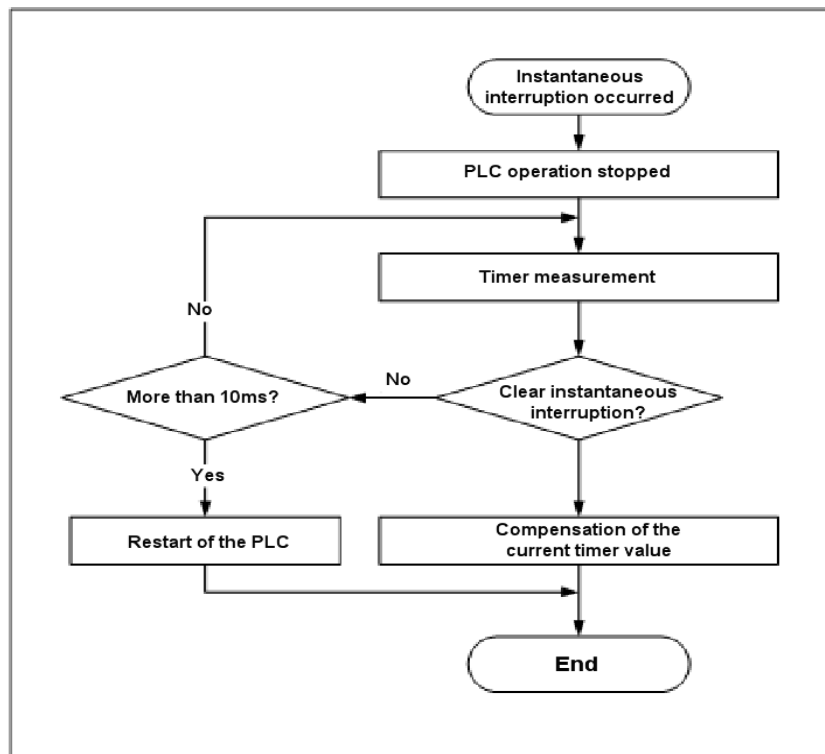 Instantaneous
interruption occurred
PLC operation stopped
Timer measurement
No
No
More than 10ms?
Clear instantaneous
interruption?
Yes
Restart of the PLC
Compensation of the
current timer value
End